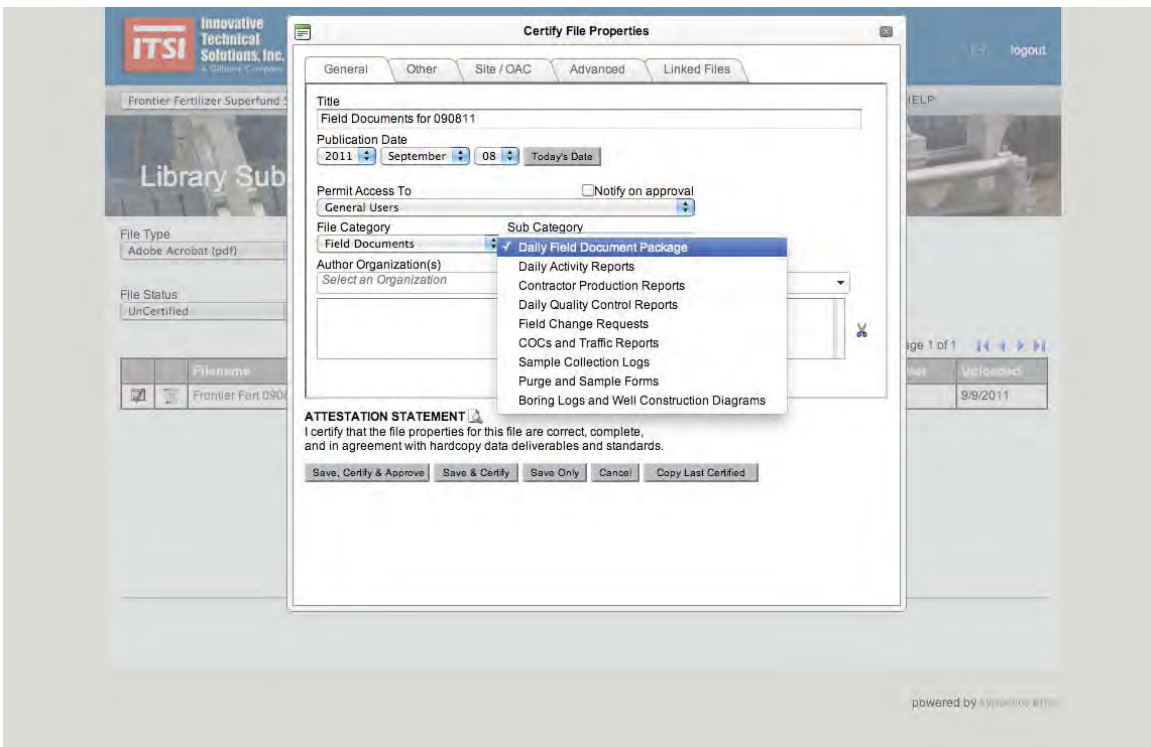 Innovative
Technical
Solutions, Inc.
ITSI
logout
Frontier Fertilizer Superfund
HELP
Library Sub
File Type
Adobe Acrobat (pdf)
File Status
UnCertified
Page 1 of 1
Filename
Uploaded
Frontier Fert 090
9/9/2011
Certify File Properties
General Other Site / OAC Advanced Linked Files
Title
Field Documents for 090811
Publication Date
2011 September 08 Today's Date
Permit Access To Notify on approval
General Users
File Category Sub Category
Field Documents
✓ Daily Field Document Package
Daily Activity Reports
Contractor Production Reports
Daily Quality Control Reports
Field Change Requests
COCs and Traffic Reports
Sample Collection Logs
Purge and Sample Forms
Boring Logs and Well Construction Diagrams
Author Organization(s)
Select an Organization
ATTESTATION STATEMENT
I certify that the file properties for this file are correct, complete,
and in agreement with hardcopy data deliverables and standards.
Save, Certify & Approve Save & Certify Save Only Cancel Copy Last Certified
powered by